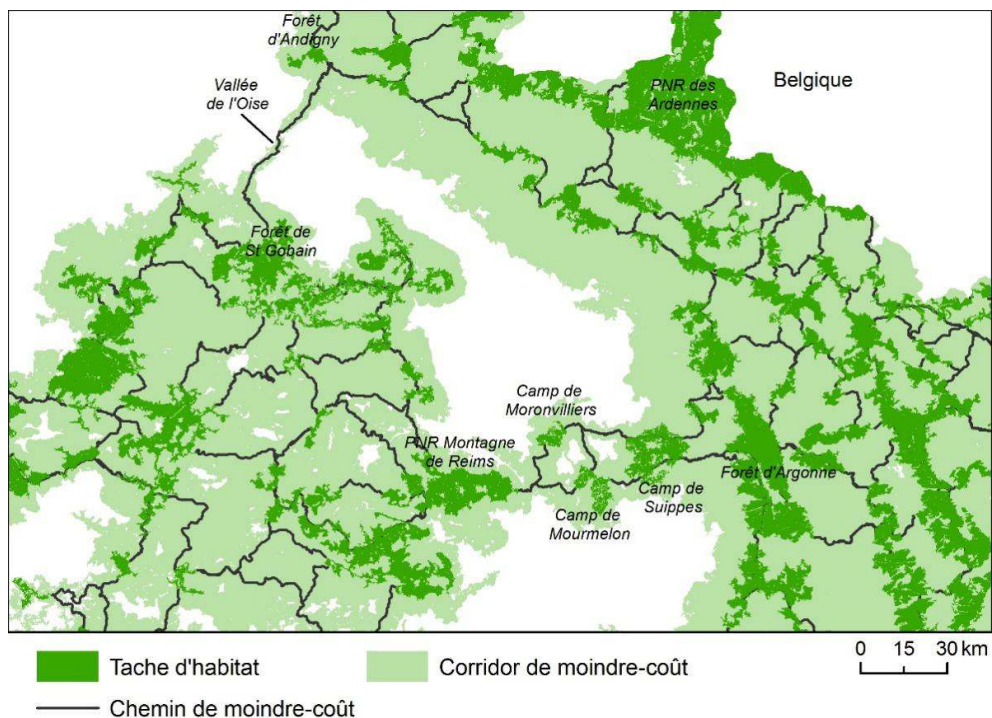 Forêt
d'Andigny
Vallée
de l'Oise
PNR des
Ardennes
Belgique
Forêt de
St Gobain
Camp de
Moronvilliers
PNR Montagne
de Reims
Forêt d'Argonne
Camp de
Suippes
Camp de
Mourmelon
Tache d'habitat
Corridor de moindre-coût
0 15 30 km
Chemin de moindre-coût